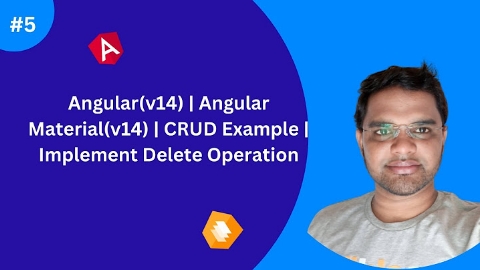 #5
Angular(v14) | Angular
Material(v14) | CRUD Example |
Implement Delete Operation